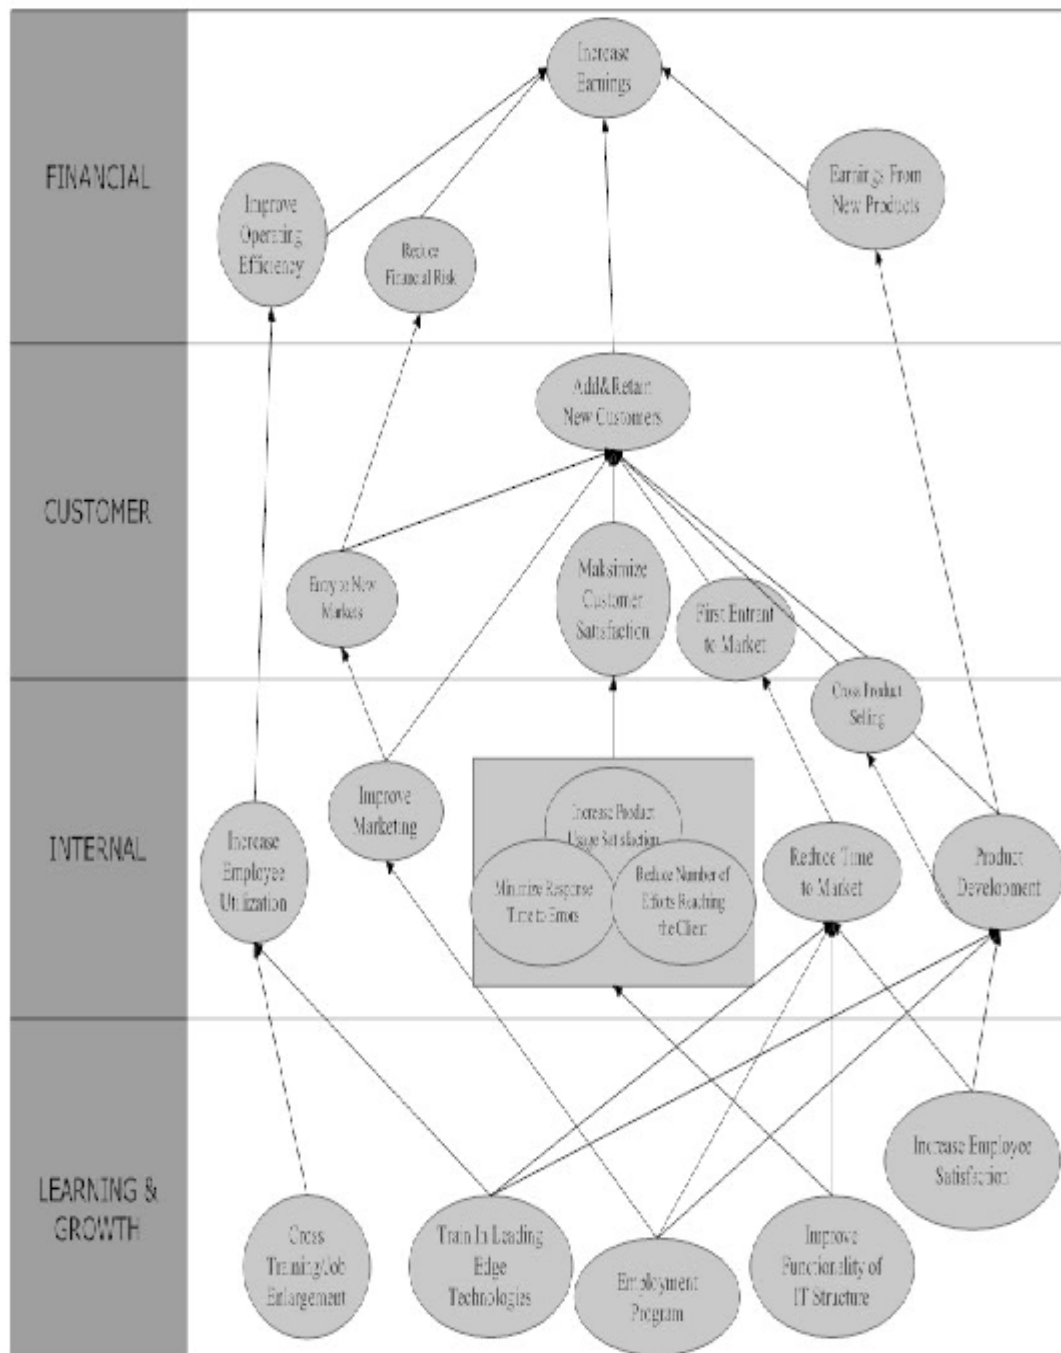 Increase
Earnings
FINANCIAL
Improve
Operating
Efficiency
Reduce
Financial Risk
Earnings From
New Products
Add&Retain
New Customers
CUSTOMER
Entry to New
Markets
Maksimize
Customer
Satisfaction
First Entrant
to Market
Cross Product
Selling
INTERNAL
Increase
Employee
Utilization
Improve
Marketing
Increase Product
Usage Satisfaction
Minimize Response
Time to Errors
Reduce Number of
Efforts Reaching
the Client
Reduce Time
to Market
Product
Development
LEARNING &
GROWTH
Cross
Training/Job
Enlargement
Train In Leading
Edge
Technologies
Employment
Program
Improve
Functionality of
IT Structure
Increase Employee
Satisfaction